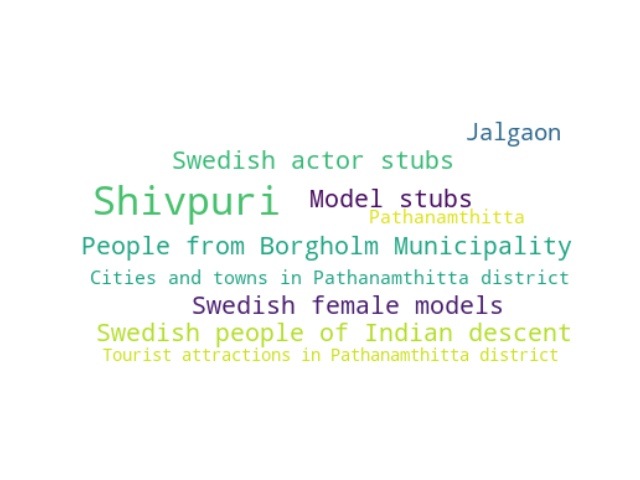 Jalgaon
Swedish actor stubs
Shivpuri
Model stubs
Pathanamthitta
People from Borgholm Municipality
Cities and towns in Pathanamthitta district
Swedish female models
Swedish people of Indian descent
Tourist attractions in Pathanamthitta district